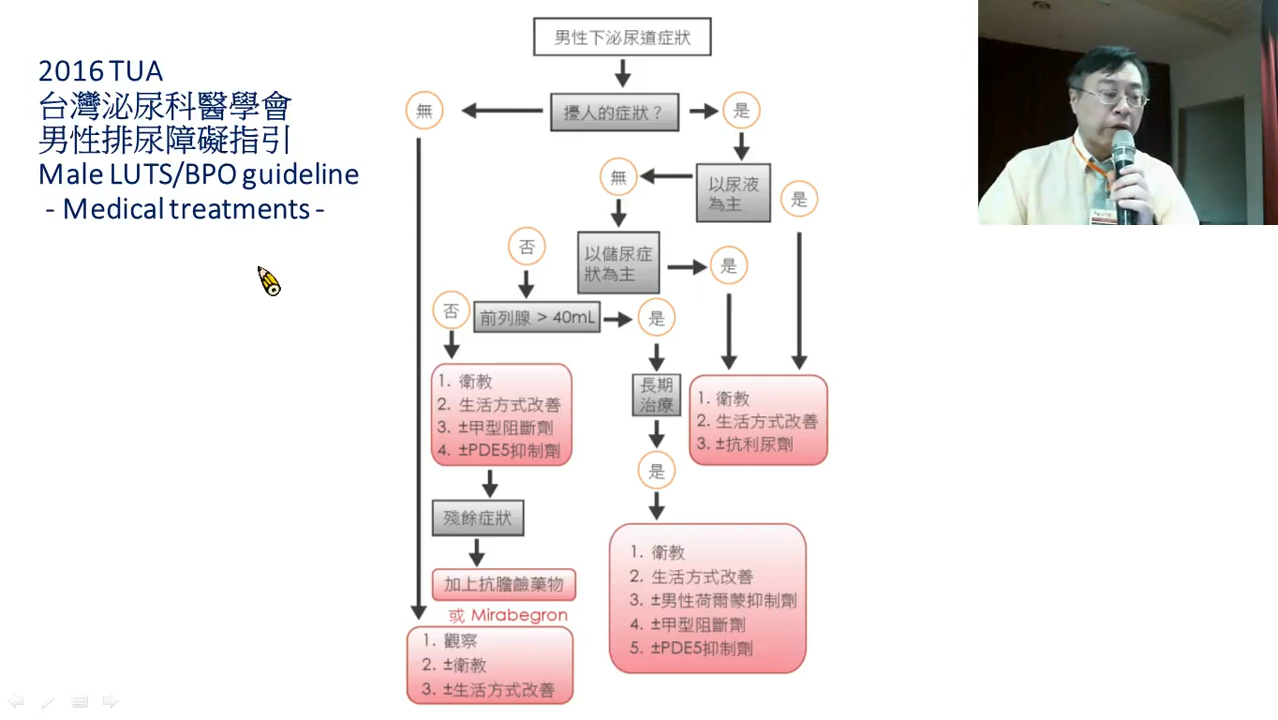 2016 TUA
台灣泌尿科醫學會
男性排尿障礙指引
Male LUTS/BPO guideline
- Medical treatments -
男性下泌尿道症狀
無
擾人的症狀？
是
無
以尿液
為主
是
否
以儲尿症
狀為主
是
否
前列腺 > 40mL
是
1. 衛教
2. 生活方式改善
3. ±甲型阻斷劑
4. ±PDE5抑制劑
長期
治療
1. 衛教
2. 生活方式改善
3. ±抗利尿劑
是
殘餘症狀
加上抗膽鹼藥物
或 Mirabegron
1. 觀察
2. ±衛教
3. ±生活方式改善
1. 衛教
2. 生活方式改善
3. ±男性荷爾蒙抑制劑
4. ±甲型阻斷劑
5. ±PDE5抑制劑